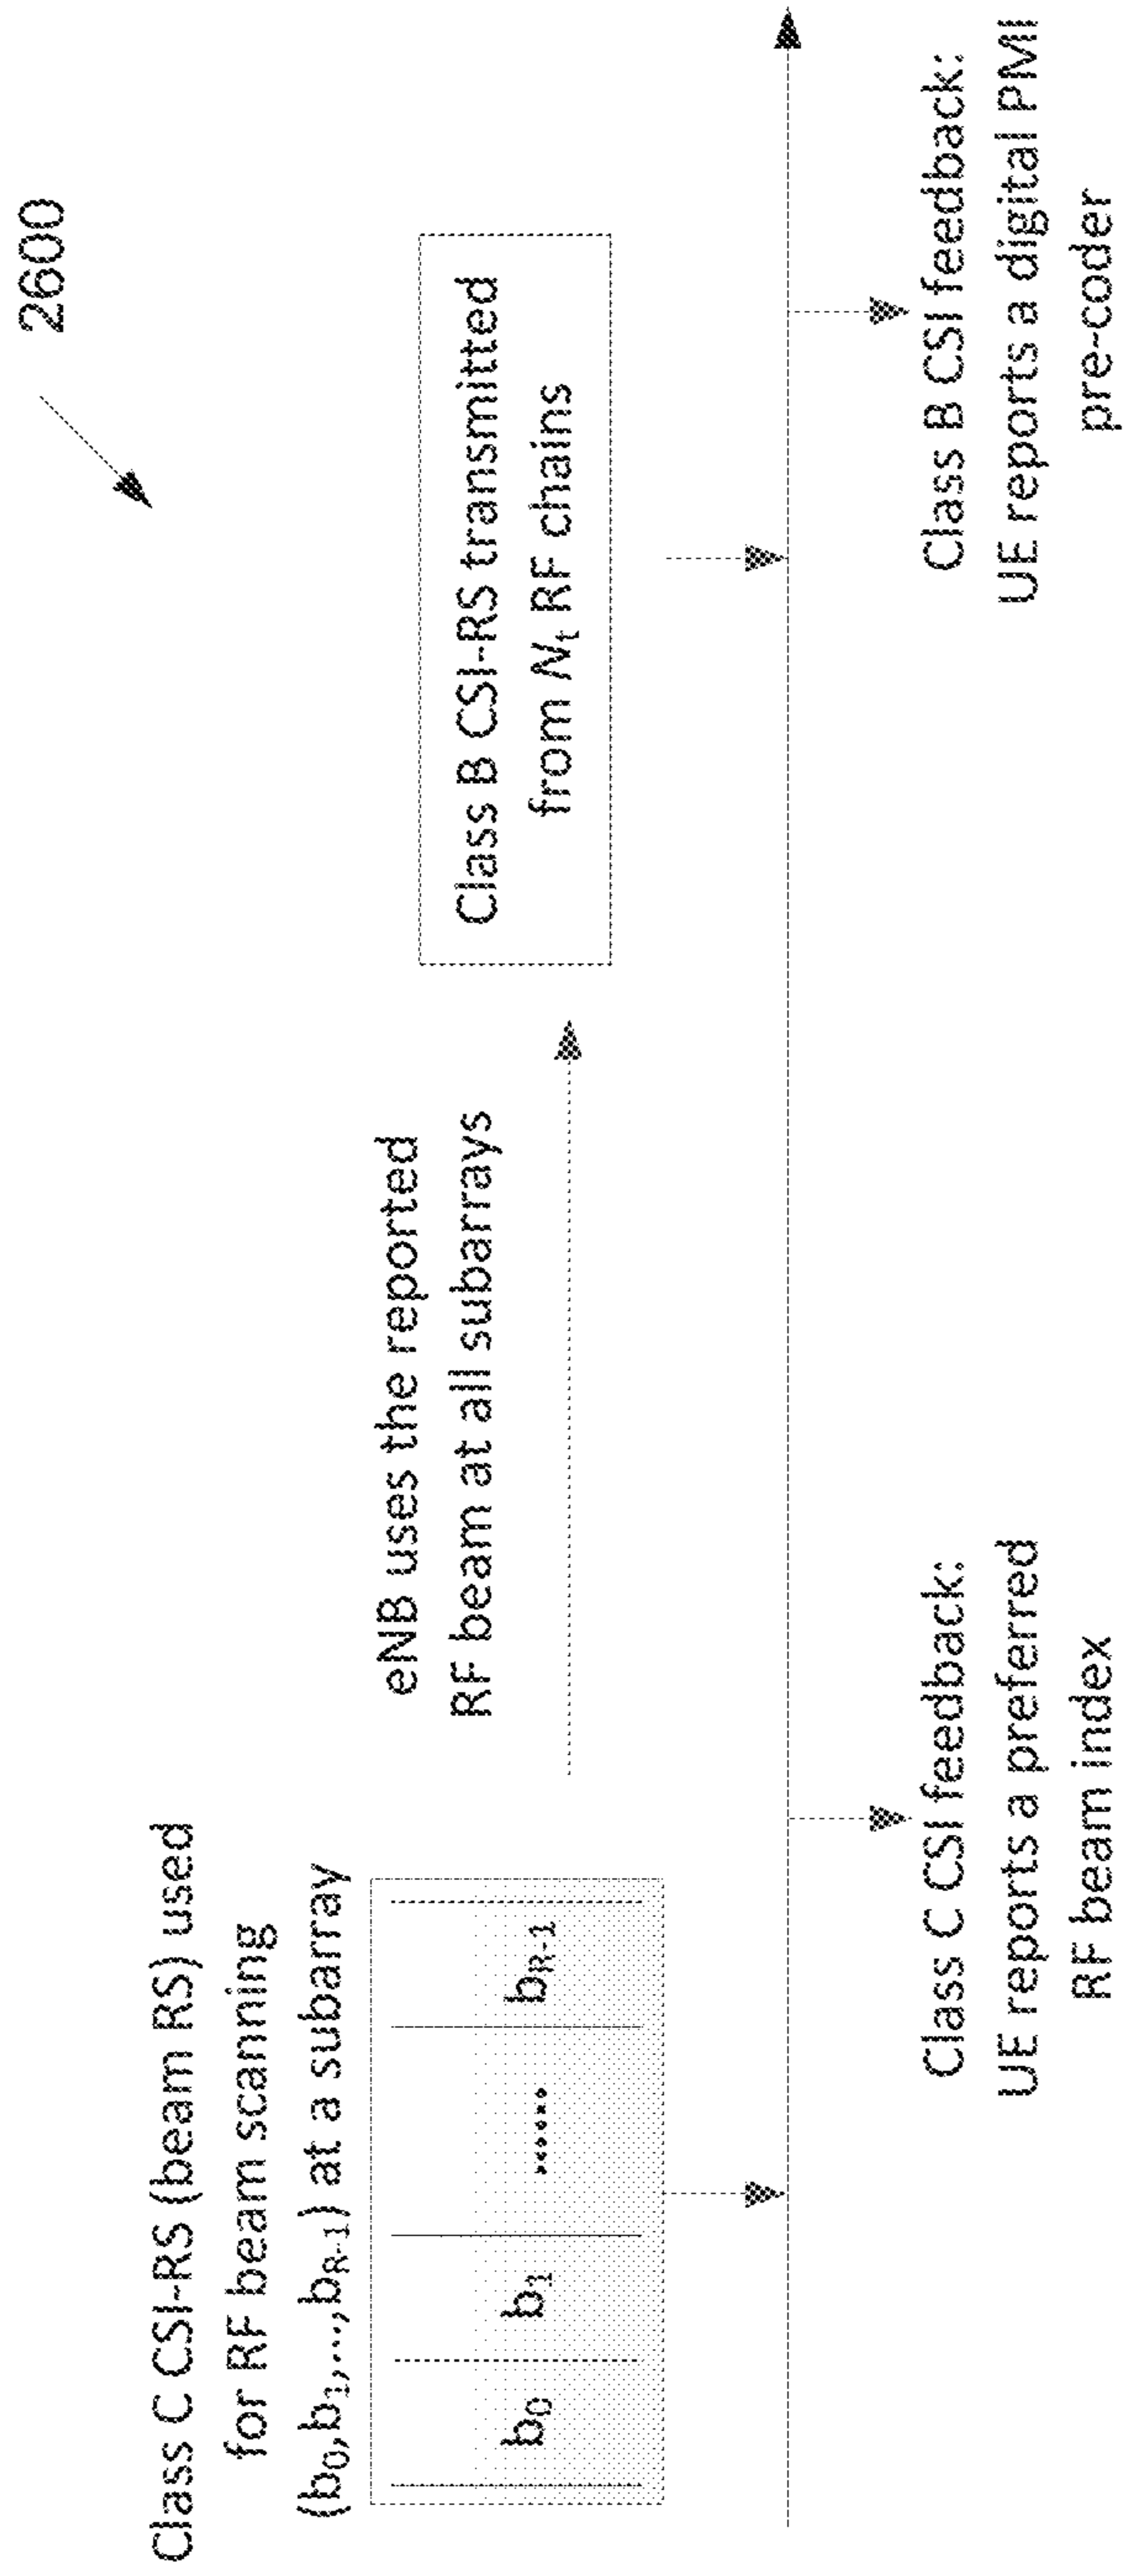 2600
Class C CSI-RS (beam RS) used
for RF beam scanning
(b₀,b₁,...,b_R-1) at a subarray
b₀
b₁
......
b_R-1
eNB uses the reported
RF beam at all subarrays
Class B CSI-RS transmitted
from Nₜ RF chains
Class C CSI feedback:
UE reports a preferred
RF beam index
Class B CSI feedback:
UE reports a digital PMI
pre-coder